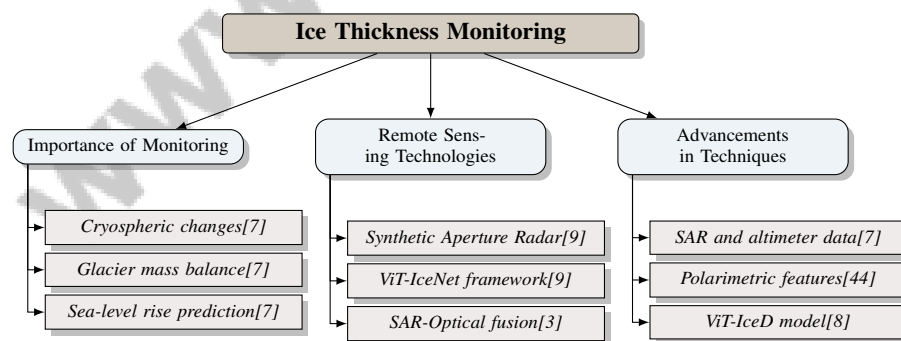 Ice Thickness Monitoring
Importance of Monitoring
Cryospheric changes[7]
Glacier mass balance[7]
Sea-level rise prediction[7]
Remote Sens-
ing Technologies
Synthetic Aperture Radar[9]
ViT-IceNet framework[9]
SAR-Optical fusion[3]
Advancements
in Techniques
SAR and altimeter data[7]
Polarimetric features[44]
ViT-IceD model[8]